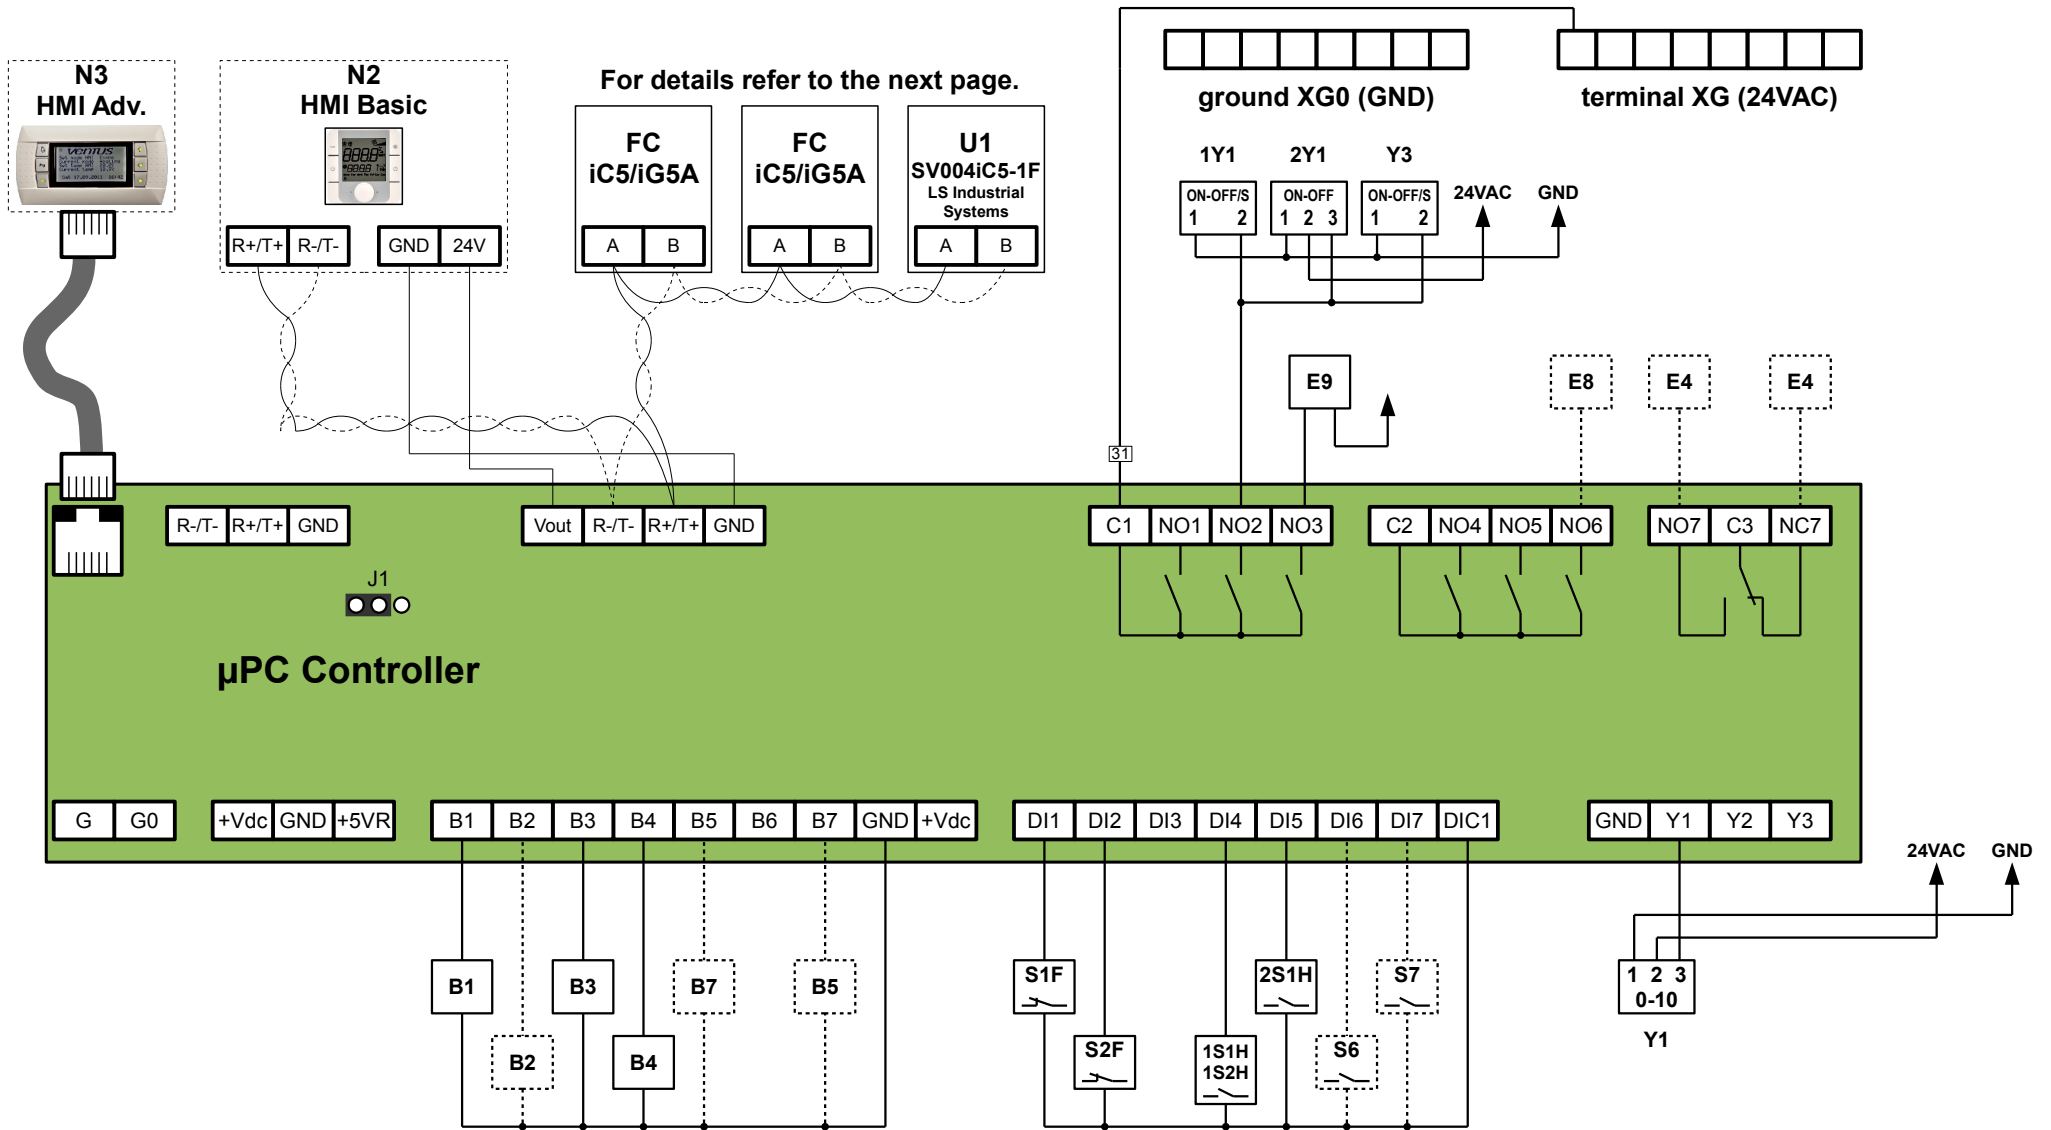 N3
HMI Adv.
VENTUS
N2
HMI Basic
R+/T+ R-/T- GND 24V
For details refer to the next page.
FC
iC5/iG5A
A B
FC
iC5/iG5A
A B
U1
SV004iC5-1F
LS Industrial
Systems
A B
ground XG0 (GND)
terminal XG (24VAC)
1Y1 2Y1 Y3
ON-OFF/S
1 2
ON-OFF
1 2 3
ON-OFF/S
1 2
24VAC GND
E9
E8
E4
E4
31
R-/T- R+/T+ GND
Vout R-/T- R+/T+ GND
C1 NO1 NO2 NO3
C2 NO4 NO5 NO6
NO7 C3 NC7
J1
µPC Controller
G G0
+Vdc GND +5VR
B1 B2 B3 B4 B5 B6 B7 GND +Vdc
DI1 DI2 DI3 DI4 DI5 DI6 DI7 DIC1
GND Y1 Y2 Y3
24VAC GND
B1
B3
B7
B5
B2
B4
S1F
2S1H
S7
S2F
1S1H
1S2H
S6
1 2 3
0-10
Y1